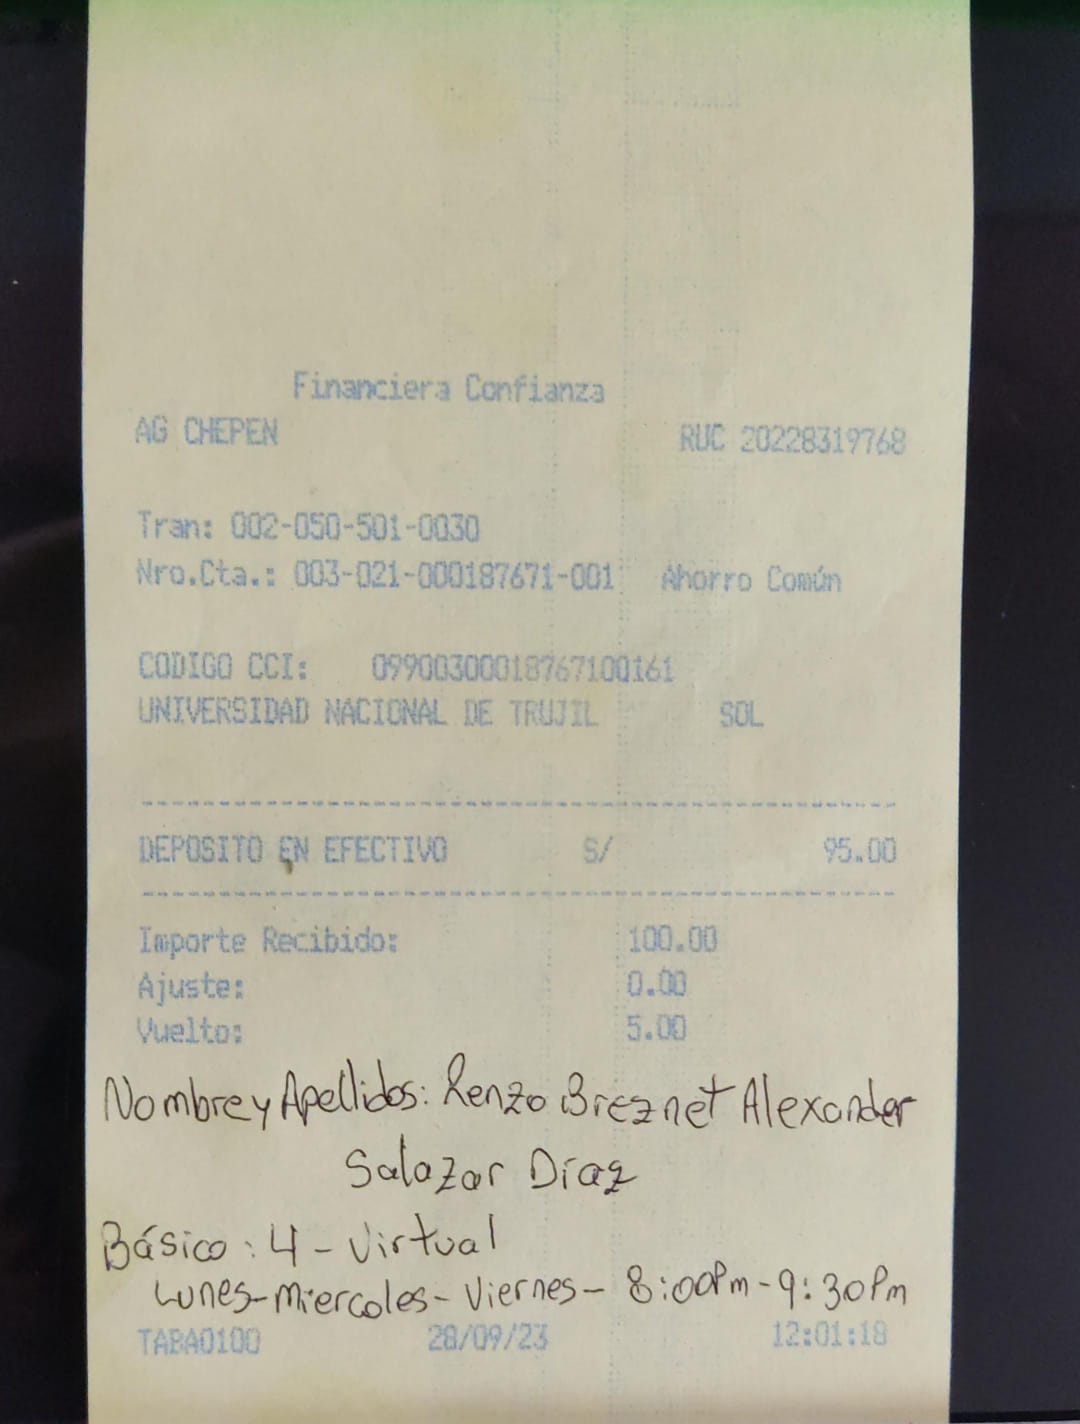 Financiera Confianza
AG CHEPEN RUC 20228319768
Tran: 002-050-501-0030
Nro.Cta.: 003-021-000187671-001 Ahorro Común
CODIGO CCI: 09900300018767100161
UNIVERSIDAD NACIONAL DE TRUJIL SOL
DEPOSITO EN EFECTIVO S/ 95.00
Importe Recibido: 100.00
Ajuste: 0.00
Vuelto: 5.00
Nombre y Apellidos: Renzo Breznet Alexander
Salazar Díaz
Básico: 4 - Virtual
Lunes - Miercoles - Viernes - 8:00Pm - 9:30Pm
TABA0100 28/09/23 12:01:18